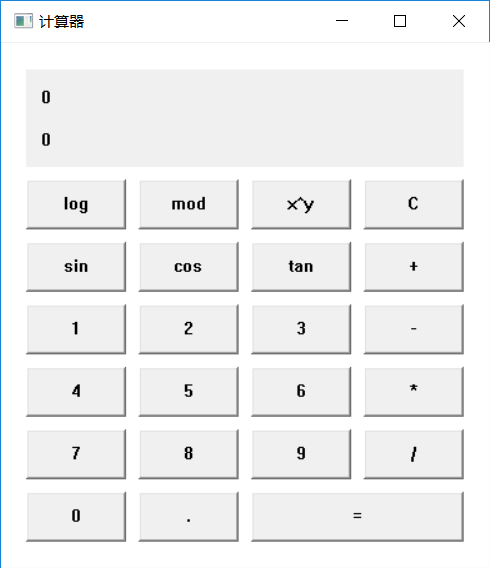 计算器
0
0
log mod x^y C
sin cos tan +
1 2 3 -
4 5 6 *
7 8 9 /
0 . =